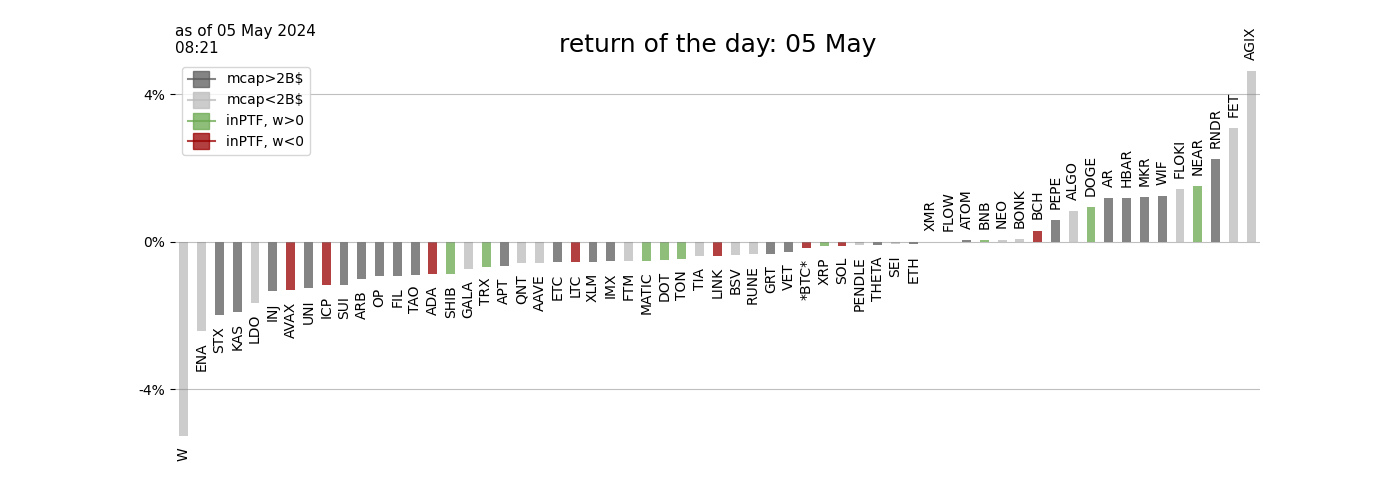 as of 05 May 2024
08:21
return of the day: 05 May
mcap>2B$
mcap<2B$
inPTF, w>0
inPTF, w<0
4%
0%
-4%
W
ENA
STX
KAS
LDO
INJ
AVAX
UNI
ICP
SUI
ARB
OP
FIL
TAO
ADA
SHIB
GALA
TRX
APT
QNT
AAVE
ETC
LTC
XLM
IMX
FTM
MATIC
DOT
TON
TIA
LINK
BSV
RUNE
GRT
VET
*BTC*
XRP
SOL
PENDLE
THETA
SEI
ETH
XMR
FLOW
ATOM
BNB
NEO
BONK
BCH
PEPE
ALGO
DOGE
AR
HBAR
MKR
WIF
FLOKI
NEAR
RNDR
FET
AGIX